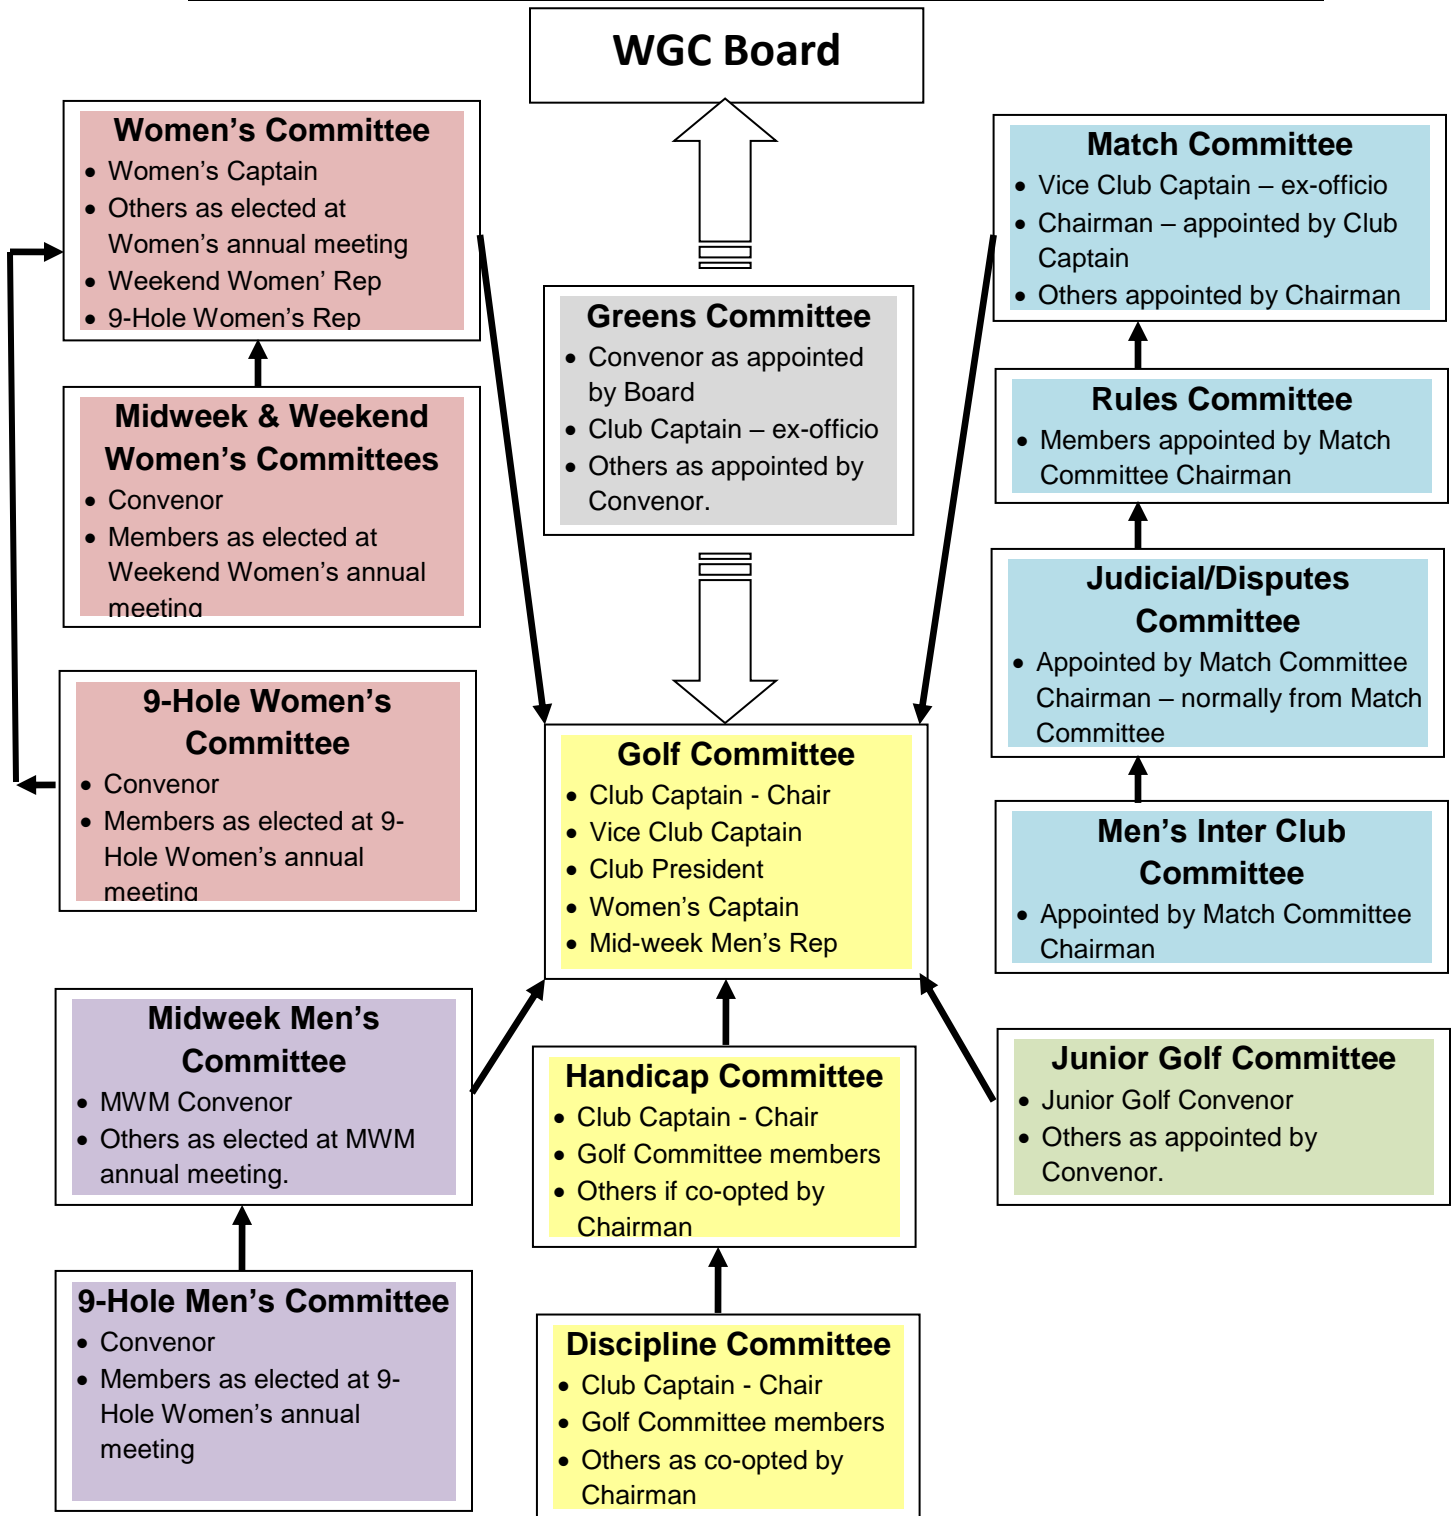 WGC Board
Women’s Committee
• Women’s Captain
• Others as elected at
Women’s annual meeting
• Weekend Women’ Rep
• 9-Hole Women’s Rep
Midweek & Weekend
Women’s Committees
• Convenor
• Members as elected at
Weekend Women’s annual
meeting
9-Hole Women’s
Committee
• Convenor
• Members as elected at 9-
Hole Women’s annual
meeting
Midweek Men’s
Committee
• MWM Convenor
• Others as elected at MWM
annual meeting.
9-Hole Men’s Committee
• Convenor
• Members as elected at 9-
Hole Women’s annual
meeting
Greens Committee
• Convenor as appointed
by Board
• Club Captain – ex-officio
• Others as appointed by
Convenor.
Golf Committee
• Club Captain - Chair
• Vice Club Captain
• Club President
• Women’s Captain
• Mid-week Men’s Rep
Handicap Committee
• Club Captain - Chair
• Golf Committee members
• Others if co-opted by
Chairman
Discipline Committee
• Club Captain - Chair
• Golf Committee members
• Others as co-opted by
Chairman
Match Committee
• Vice Club Captain – ex-officio
• Chairman – appointed by Club
Captain
• Others appointed by Chairman
Rules Committee
• Members appointed by Match
Committee Chairman
Judicial/Disputes
Committee
• Appointed by Match Committee
Chairman – normally from Match
Committee
Men’s Inter Club
Committee
• Appointed by Match Committee
Chairman
Junior Golf Committee
• Junior Golf Convenor
• Others as appointed by
Convenor.